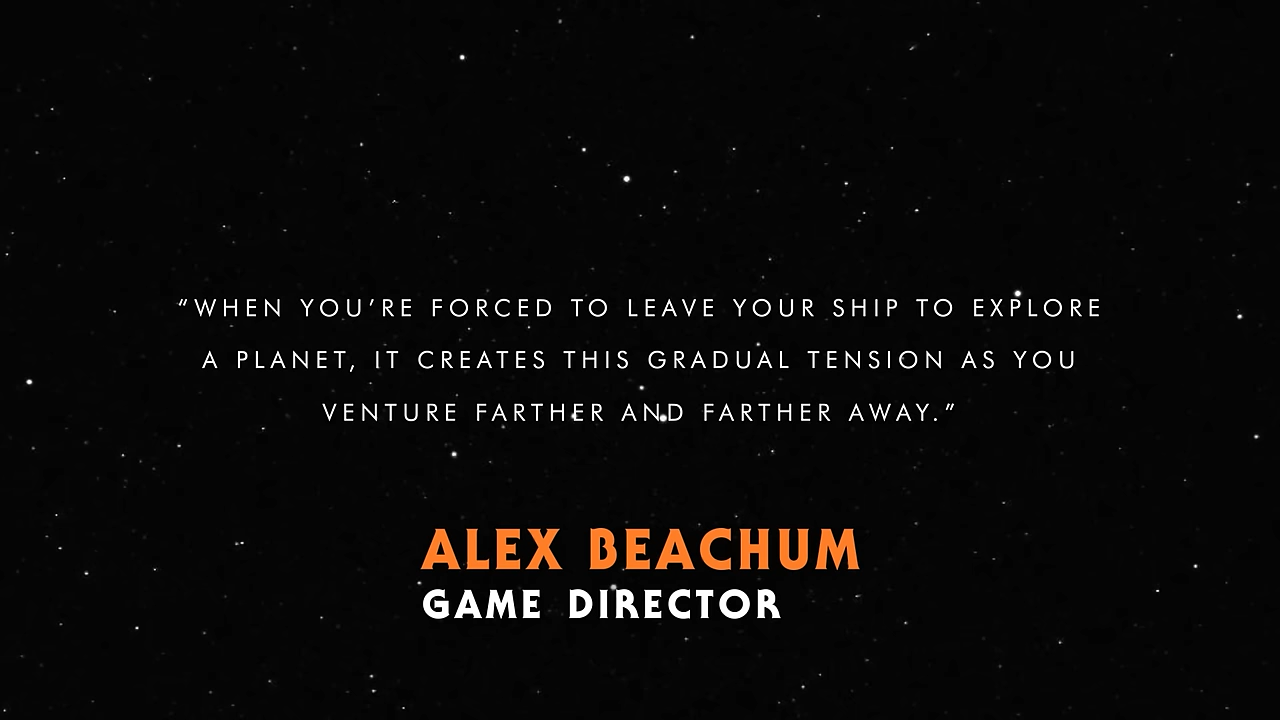 “WHEN YOU’RE FORCED TO LEAVE YOUR SHIP TO EXPLORE
A PLANET, IT CREATES THIS GRADUAL TENSION AS YOU
VENTURE FARTHER AND FARTHER AWAY.”
ALEX BEACHUM
GAME DIRECTOR